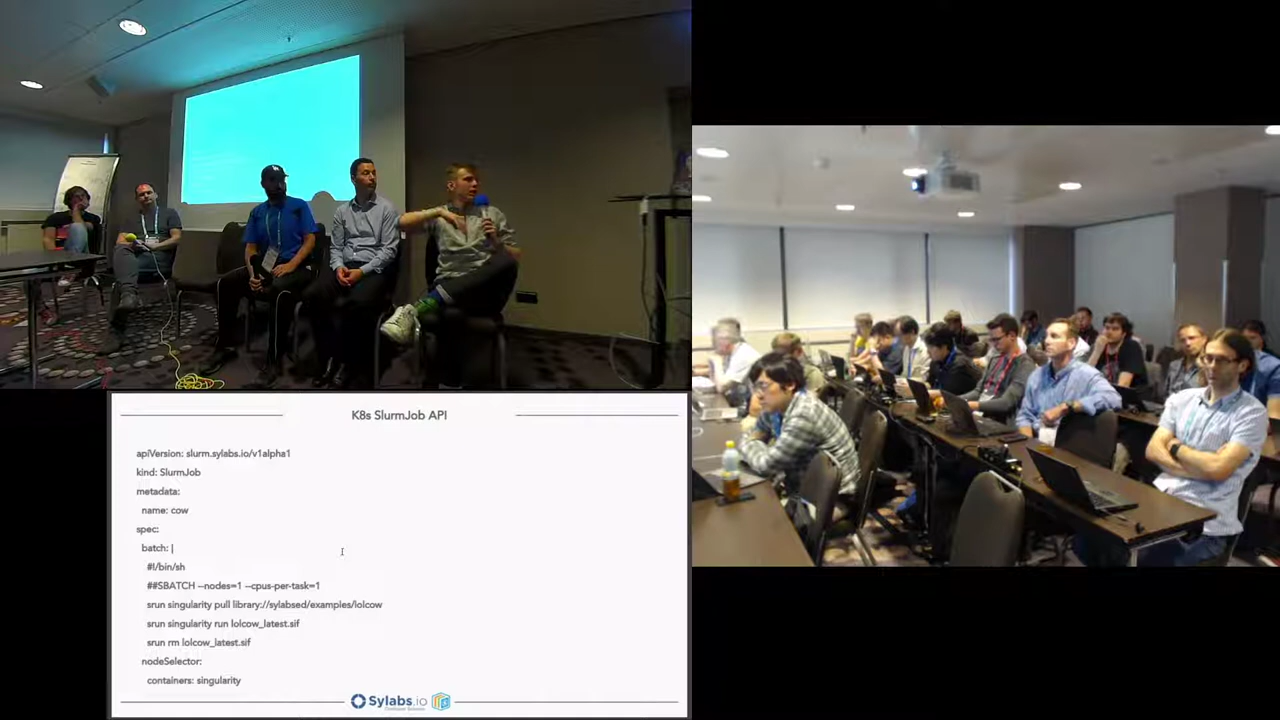 K8s SlurmJob API
apiVersion: slurm.sylabs.io/v1alpha1
kind: SlurmJob
metadata:
name: cow
spec:
batch: |
#!/bin/sh
##SBATCH --nodes=1 --cpus-per-task=1
srun singularity pull library://sylabsed/examples/lolcow
srun singularity run lolcow_latest.sif
srun rm lolcow_latest.sif
nodeSelector:
containers: singularity
Sylabs.io